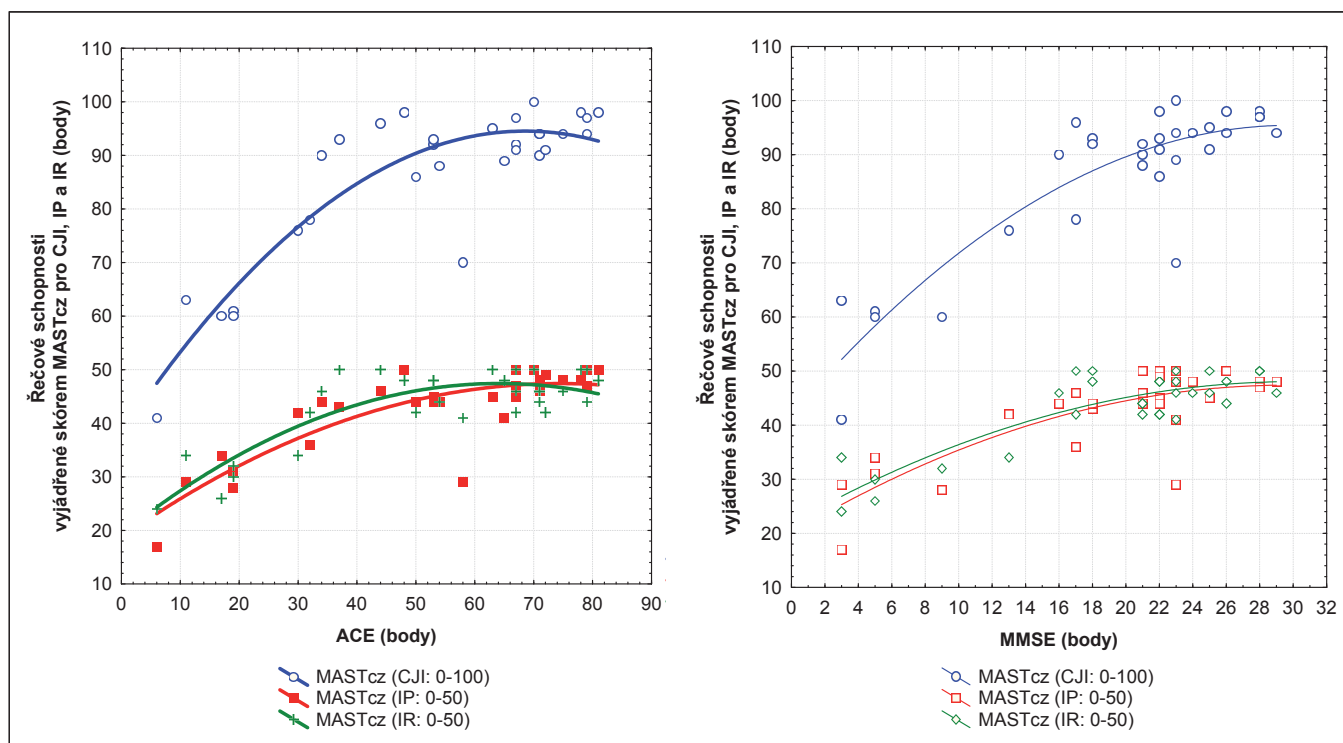 Řečové schopnosti
vyjádřené skórem MASTcz pro CJI, IP a IR (body)
110
100
90
80
70
60
50
40
30
20
10
0 10 20 30 40 50 60 70 80 90
ACE (body)
MASTcz (CJI: 0-100)
MASTcz (IP: 0-50)
MASTcz (IR: 0-50)
Řečové schopnosti
vyjádřené skórem MASTcz pro CJI, IP a IR (body)
110
100
90
80
70
60
50
40
30
20
10
0 2 4 6 8 10 12 14 16 18 20 22 24 26 28 30 32
MMSE (body)
MASTcz (CJI: 0-100)
MASTcz (IP: 0-50)
MASTcz (IR: 0-50)